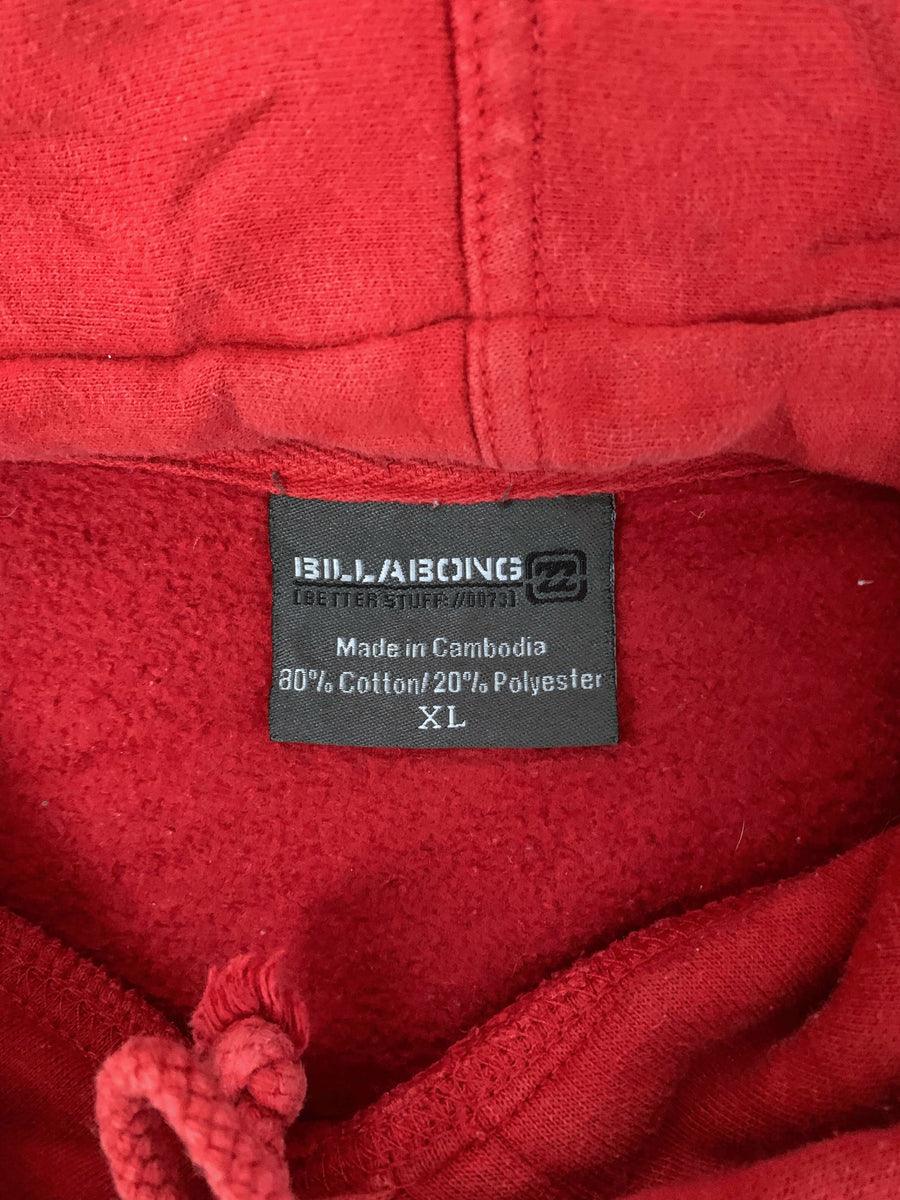 BILLABONG
[BETTER STUFF://0073]
Made in Cambodia
80% Cotton/20% Polyester
XL